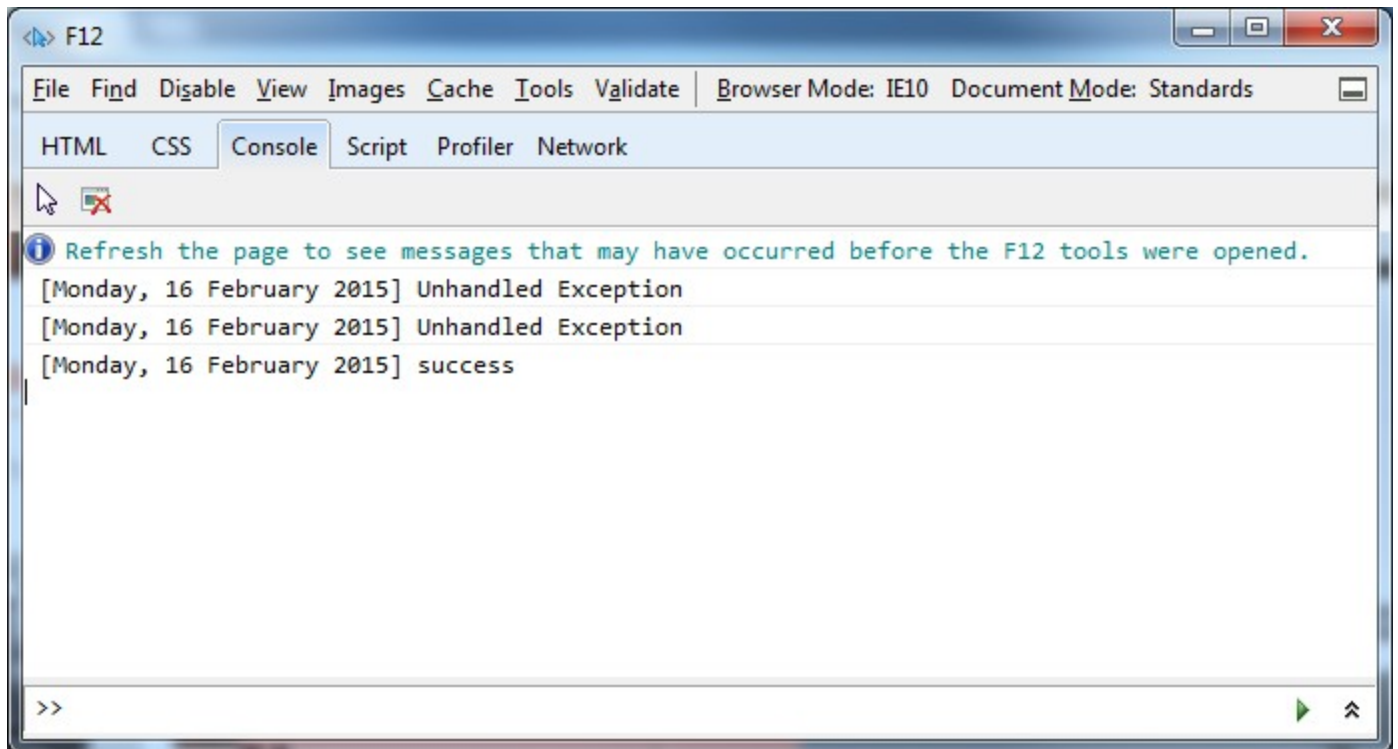 F12
File Find Disable View Images Cache Tools Validate Browser Mode: IE10 Document Mode: Standards
HTML CSS Console Script Profiler Network
Refresh the page to see messages that may have occurred before the F12 tools were opened.
[Monday, 16 February 2015] Unhandled Exception
[Monday, 16 February 2015] Unhandled Exception
[Monday, 16 February 2015] success
>>